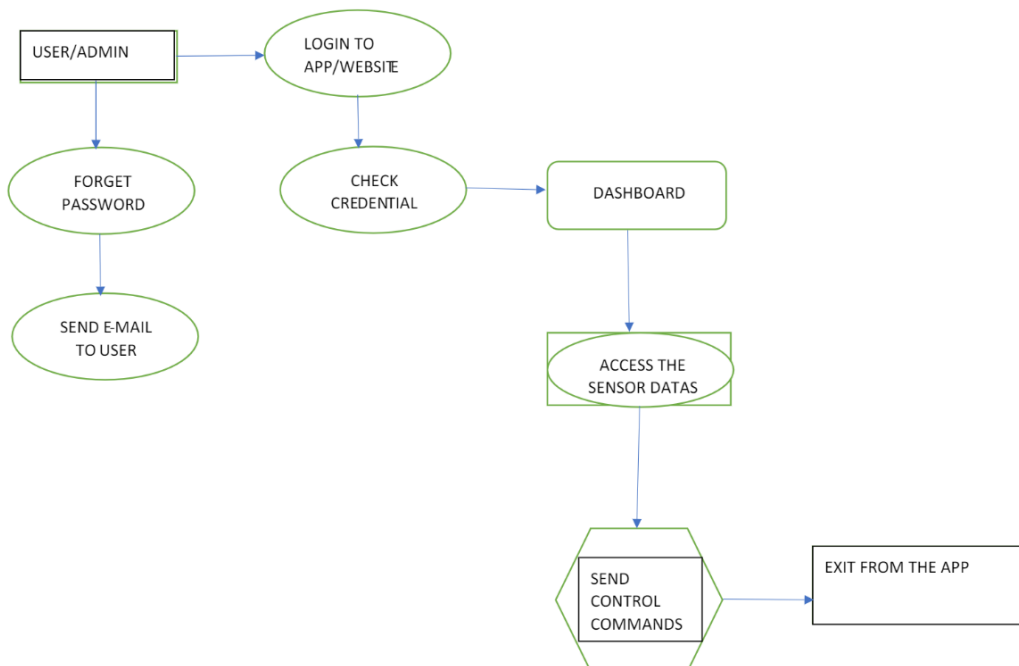 USER/ADMIN
LOGIN TO
APP/WEBSITE
FORGET
PASSWORD
CHECK
CREDENTIAL
DASHBOARD
SEND E-MAIL
TO USER
ACCESS THE
SENSOR DATAS
SEND
CONTROL
COMMANDS
EXIT FROM THE APP